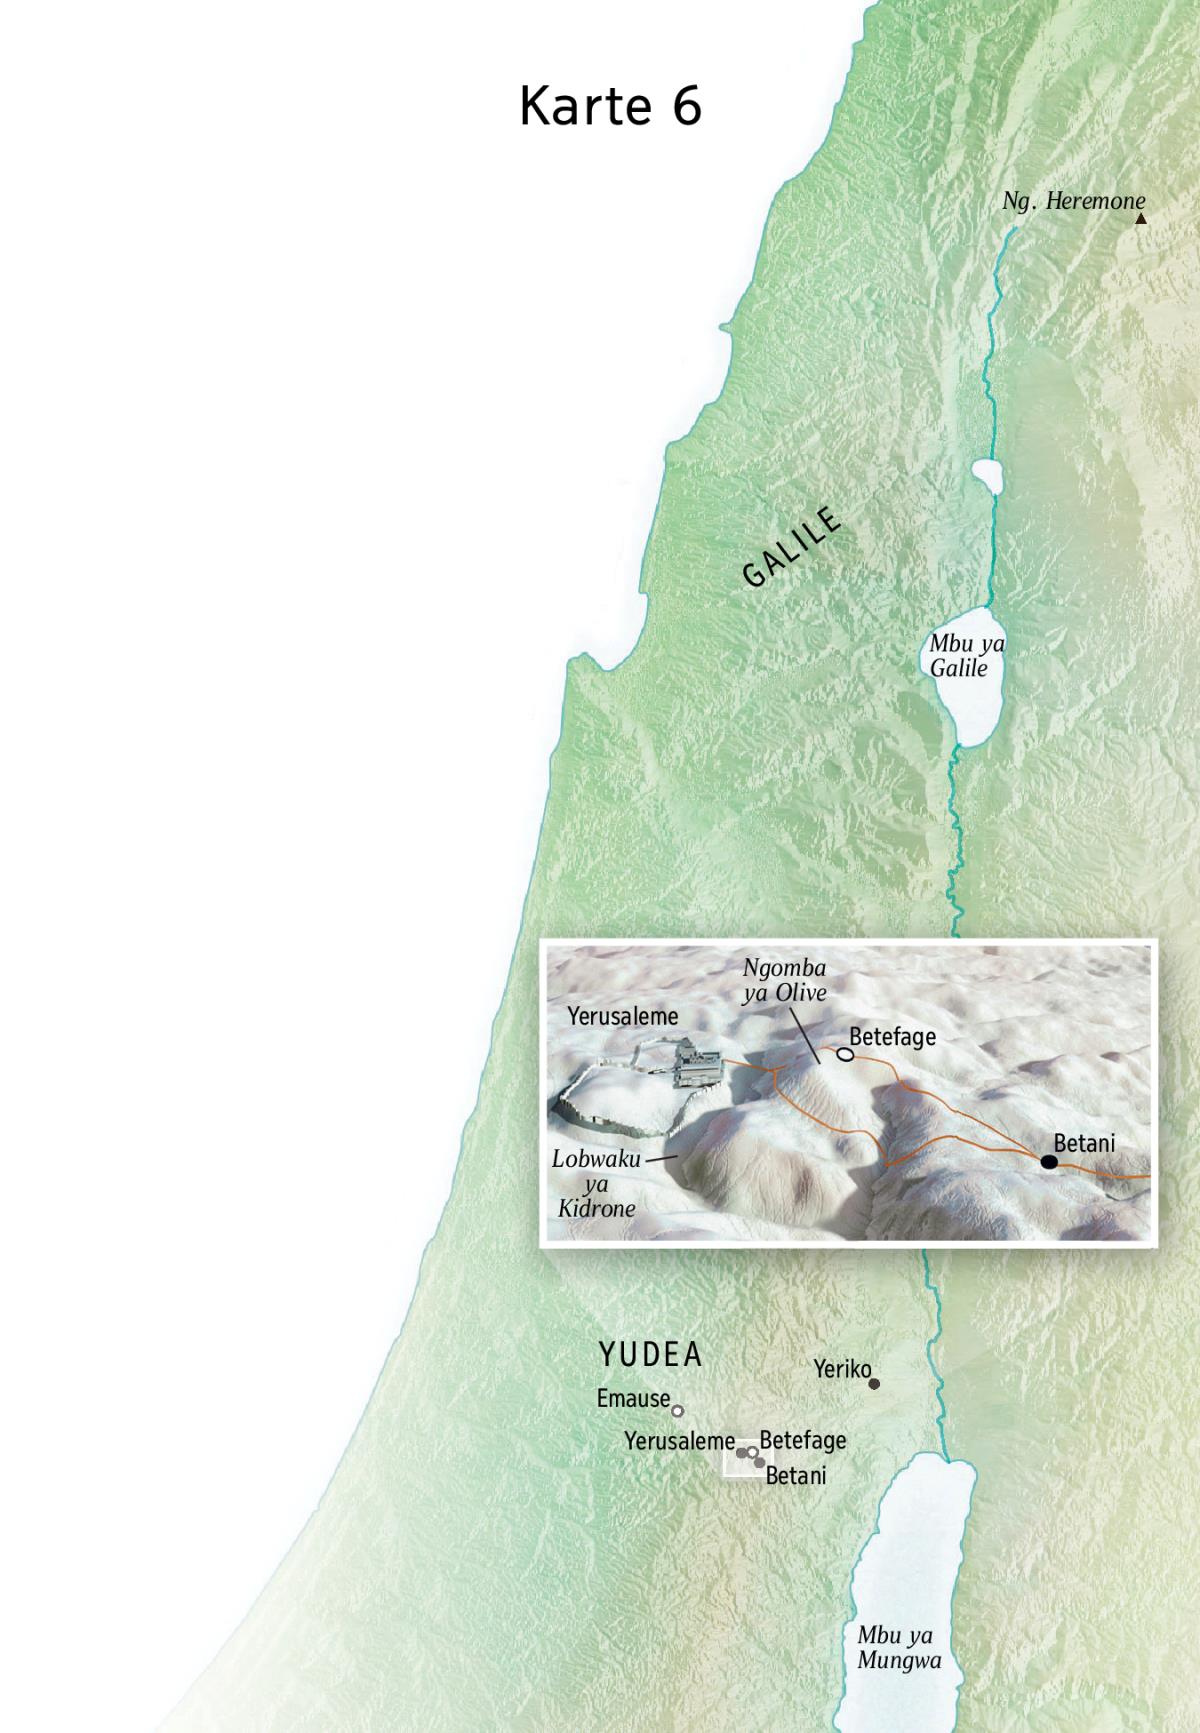 Karte 6
Ng. Heremone
GALILE
Mbu ya
Galile
Ngomba
ya Olive
Yerusaleme
Betefage
Betani
Lobwaku
ya
Kidrone
YUDEA
Yeriko
Emause
Yerusaleme
Betefage
Betani
Mbu ya
Mungwa